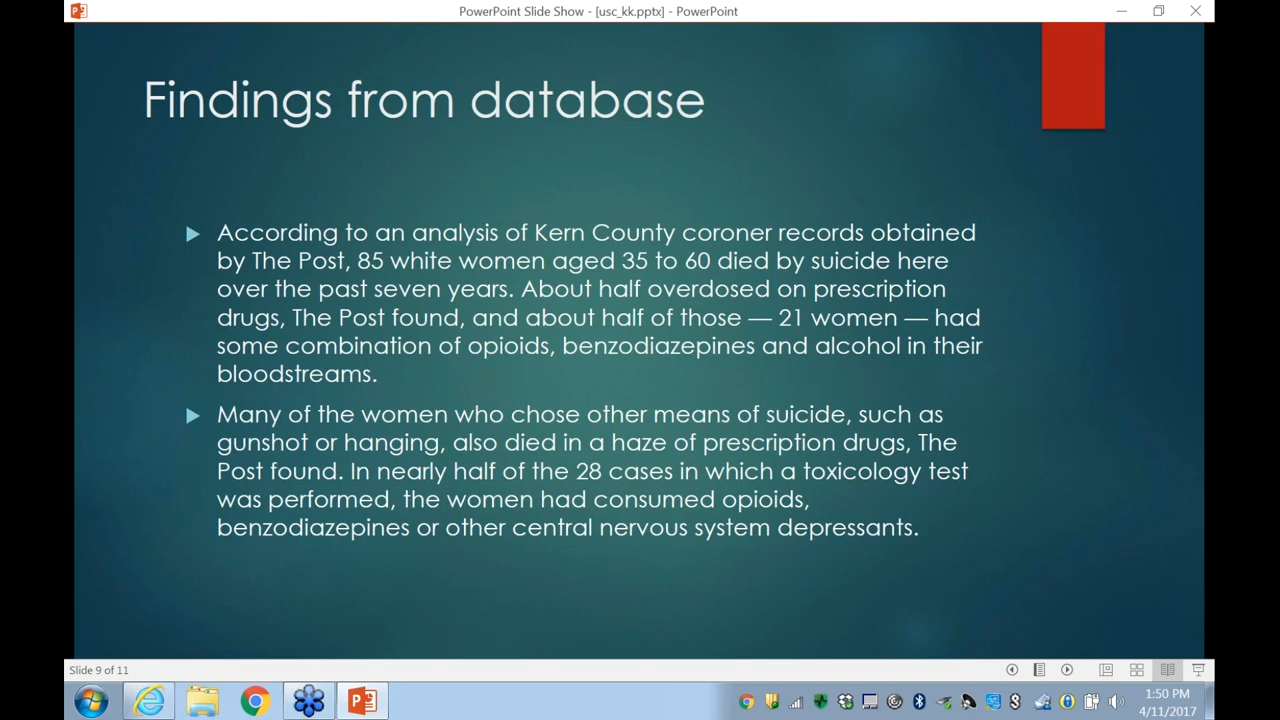 PowerPoint Slide Show - [usc_kk.pptx] - PowerPoint
Findings from database
According to an analysis of Kern County coroner records obtained
by The Post, 85 white women aged 35 to 60 died by suicide here
over the past seven years. About half overdosed on prescription
drugs, The Post found, and about half of those — 21 women — had
some combination of opioids, benzodiazepines and alcohol in their
bloodstreams.
Many of the women who chose other means of suicide, such as
gunshot or hanging, also died in a haze of prescription drugs, The
Post found. In nearly half of the 28 cases in which a toxicology test
was performed, the women had consumed opioids,
benzodiazepines or other central nervous system depressants.
Slide 9 of 11
1:50 PM
4/11/2017